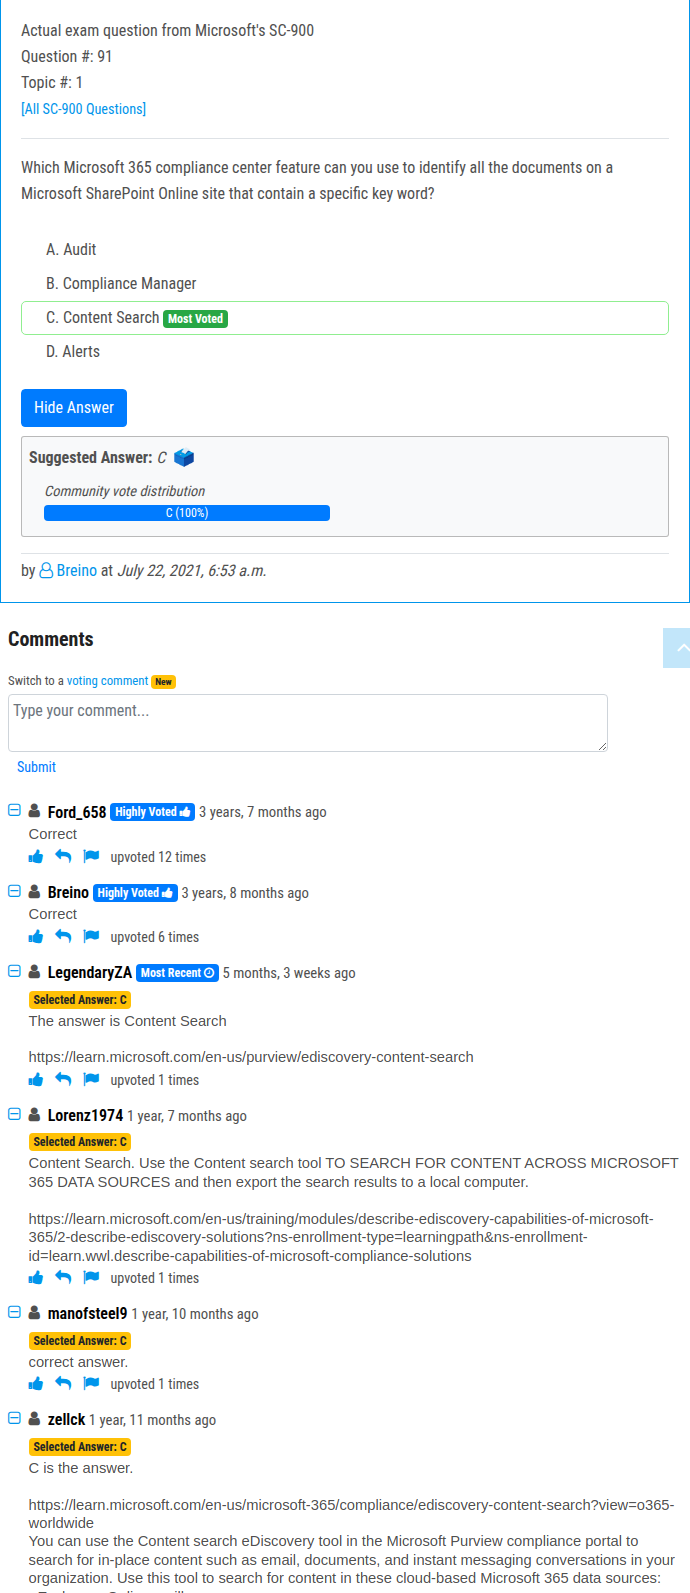 Actual exam question from Microsoft's SC-900
Question #: 91
Topic #: 1
[All SC-900 Questions]
Which Microsoft 365 compliance center feature can you use to identify all the documents on a
Microsoft SharePoint Online site that contain a specific key word?
A. Audit
B. Compliance Manager
C. Content Search Most Voted
D. Alerts
Hide Answer
Suggested Answer: C
Community vote distribution
C (100%)
by Breino at July 22, 2021, 6:53 a.m.
Comments
Switch to a voting comment New
Type your comment...
Submit
Ford_658 Highly Voted 3 years, 7 months ago
Correct
upvoted 12 times
Breino Highly Voted 3 years, 8 months ago
Correct
upvoted 6 times
LegendaryZA Most Recent 5 months, 3 weeks ago
Selected Answer: C
The answer is Content Search
https://learn.microsoft.com/en-us/purview/ediscovery-content-search
upvoted 1 times
Lorenz1974 1 year, 7 months ago
Selected Answer: C
Content Search. Use the Content search tool TO SEARCH FOR CONTENT ACROSS MICROSOFT
365 DATA SOURCES and then export the search results to a local computer.
https://learn.microsoft.com/en-us/training/modules/describe-ediscovery-capabilities-of-microsoft-
365/2-describe-ediscovery-solutions?ns-enrollment-type=learningpath&ns-enrollment-
id=learn.wwl.describe-capabilities-of-microsoft-compliance-solutions
upvoted 1 times
manofsteel9 1 year, 10 months ago
Selected Answer: C
correct answer.
upvoted 1 times
zellck 1 year, 11 months ago
Selected Answer: C
C is the answer.
https://learn.microsoft.com/en-us/microsoft-365/compliance/ediscovery-content-search?view=o365-
worldwide
You can use the Content search eDiscovery tool in the Microsoft Purview compliance portal to
search for in-place content such as email, documents, and instant messaging conversations in your
organization. Use this tool to search for content in these cloud-based Microsoft 365 data sources: